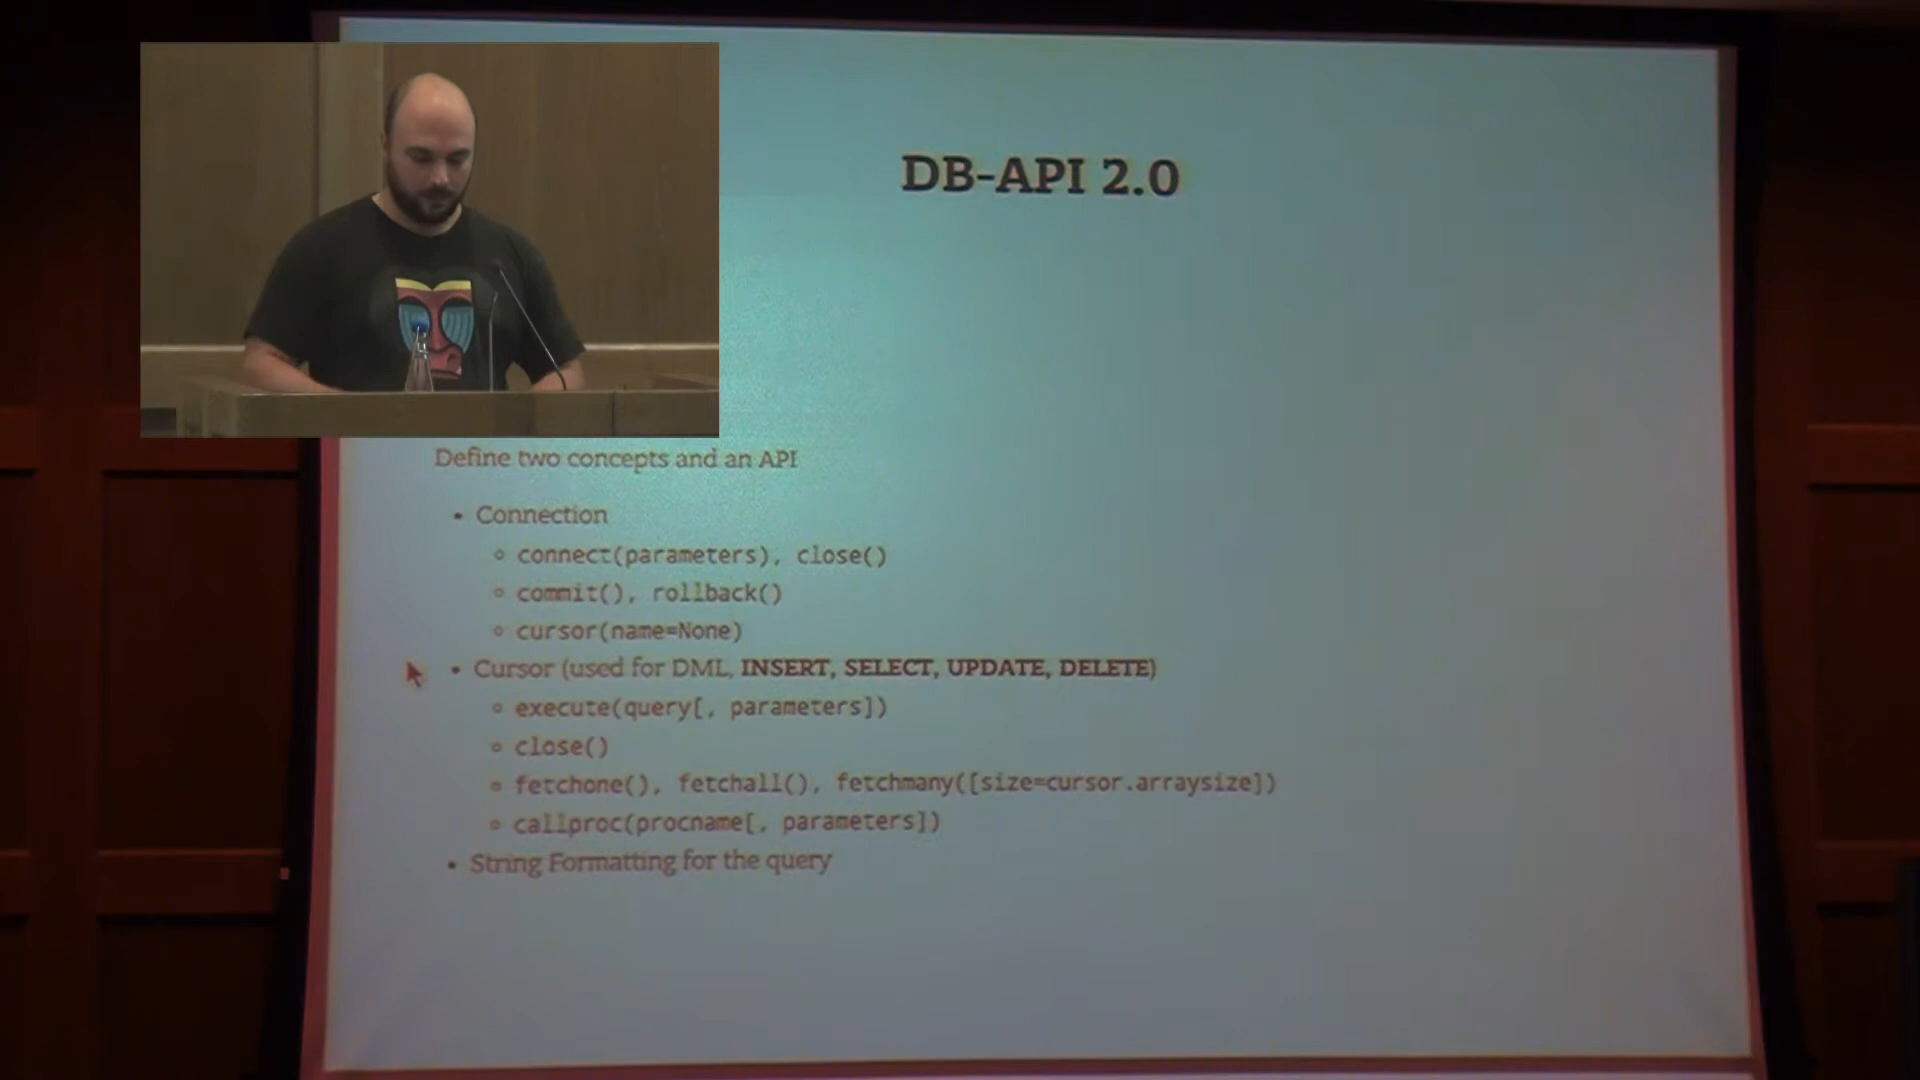 DB-API 2.0
Define two concepts and an API
• Connection
◦ connect(parameters), close()
◦ commit(), rollback()
◦ cursor(name=None)
• Cursor (used for DML, INSERT, SELECT, UPDATE, DELETE)
◦ execute(query[, parameters])
◦ close()
◦ fetchone(), fetchall(), fetchmany([size=cursor.arraysize])
◦ callproc(procname[, parameters])
• String Formatting for the query